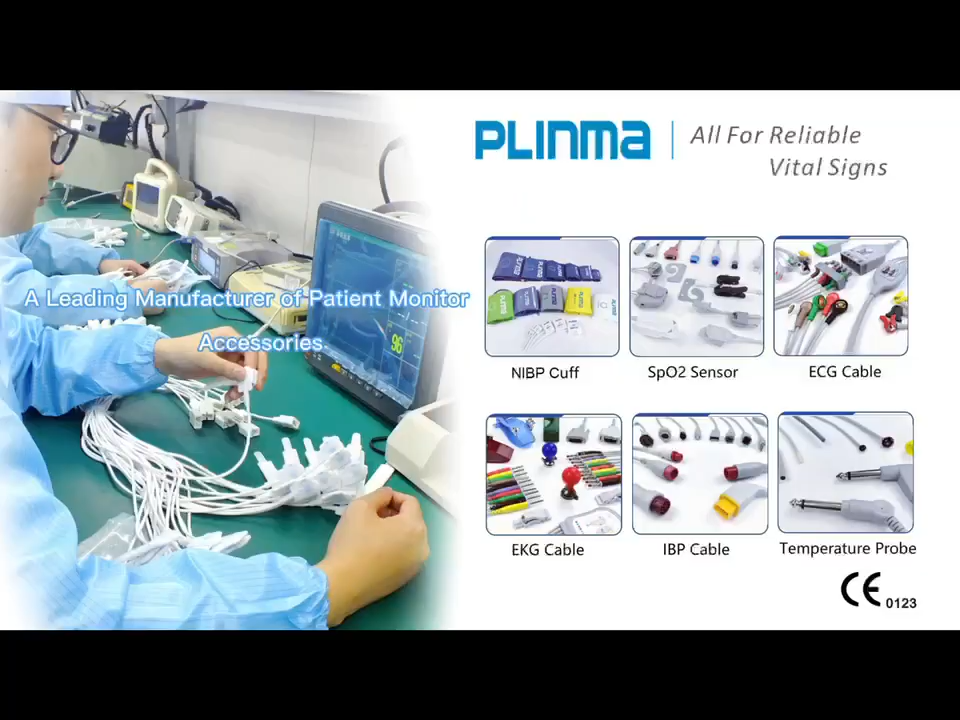 PLINMA
All For Reliable
Vital Signs
A Leading Manufacturer of Patient Monitor
Accessories
96
NIBP Cuff
SpO2 Sensor
ECG Cable
EKG Cable
IBP Cable
Temperature Probe
CE 0123